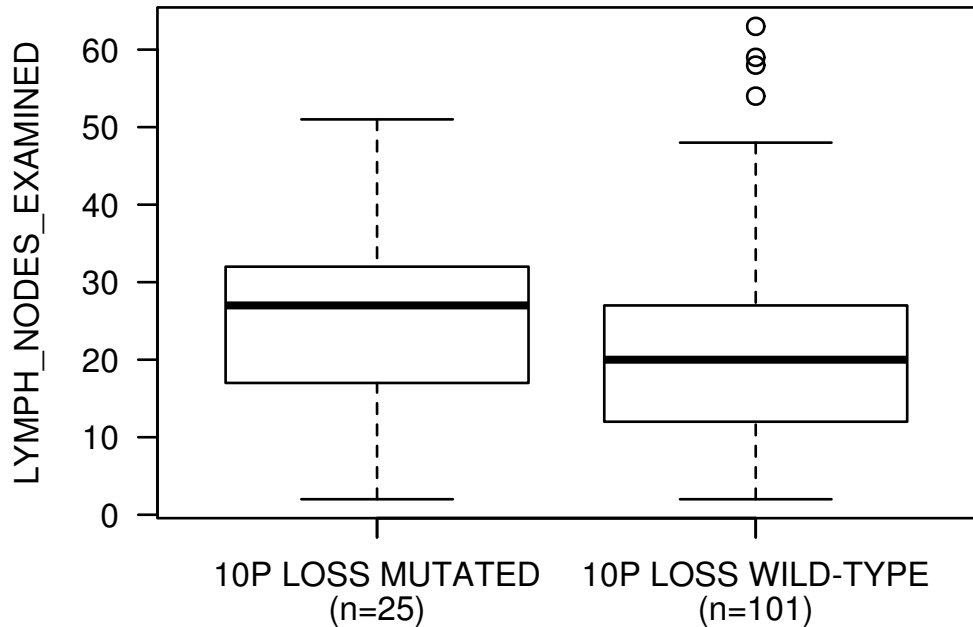 LYMPH_NODES_EXAMINED
60
50
40
30
20
10
0
10P LOSS MUTATED
(n=25)
10P LOSS WILD-TYPE
(n=101)